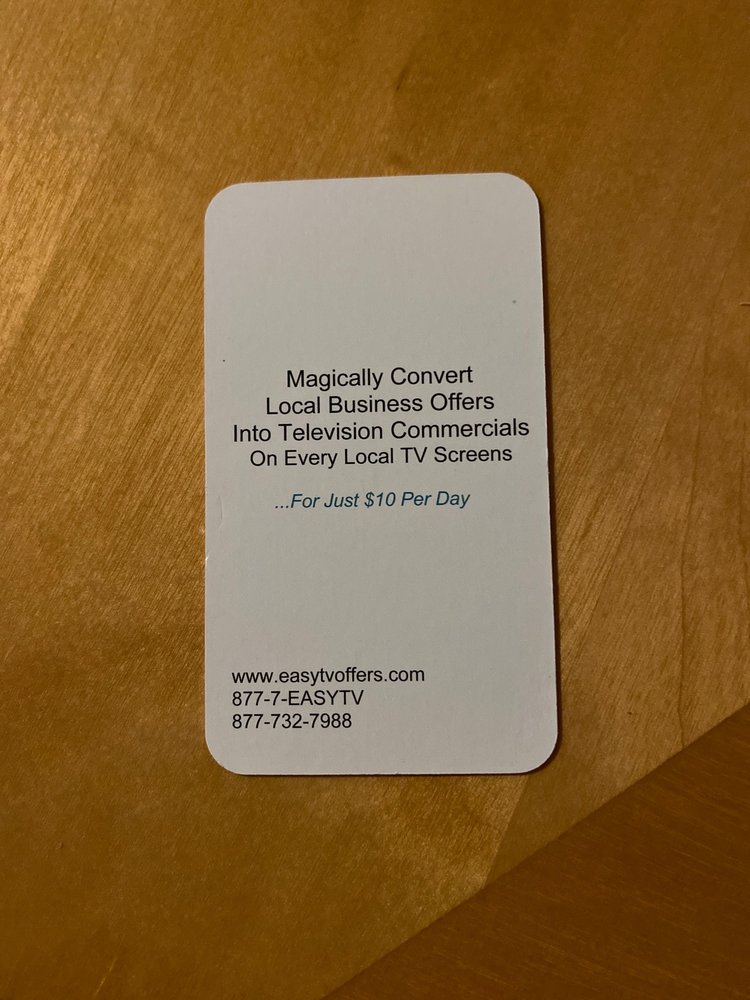 Magically Convert
Local Business Offers
Into Television Commercials
On Every Local TV Screens
...For Just $10 Per Day
www.easytvoffers.com
877-7-EASYTV
877-732-7988